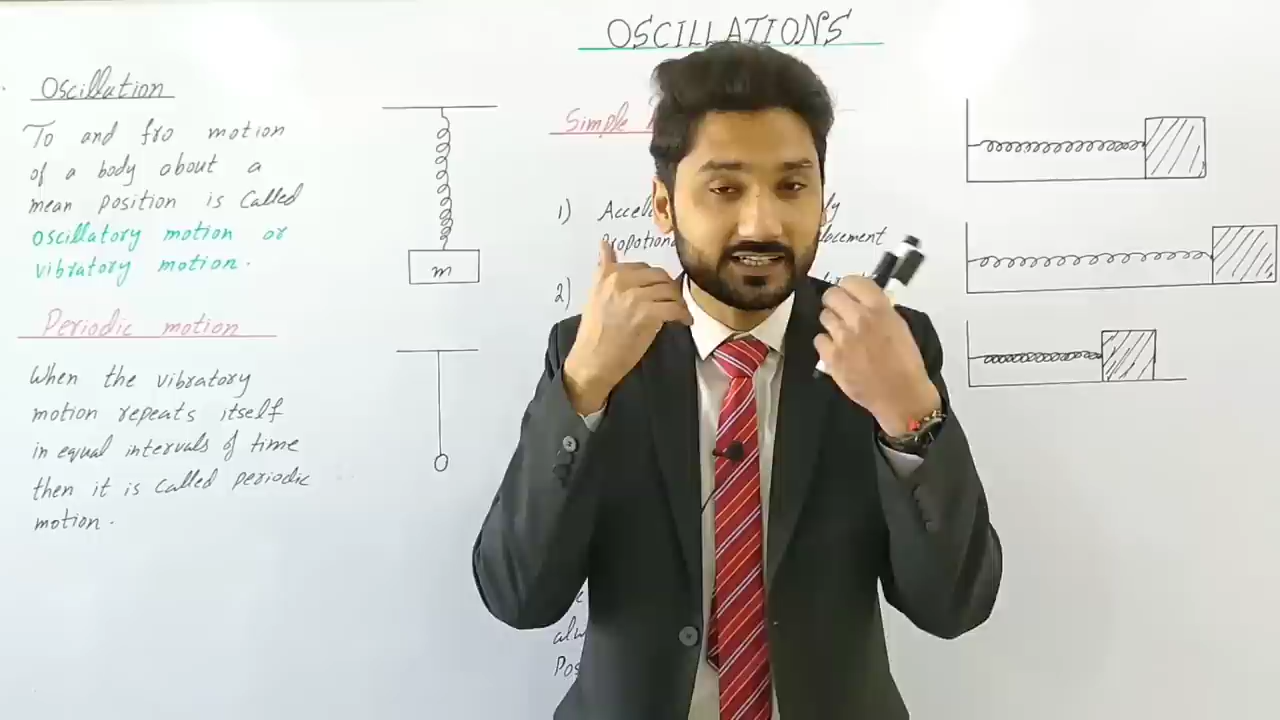 OSCILLATIONS
Oscillation
To and fro motion
of a body about a
mean position is Called
oscillatory motion or
vibratory motion.
Periodic motion
When the vibratory
motion repeats itself
in equal intervals of time
then it is called periodic
motion.
m
Simple
1)
2)